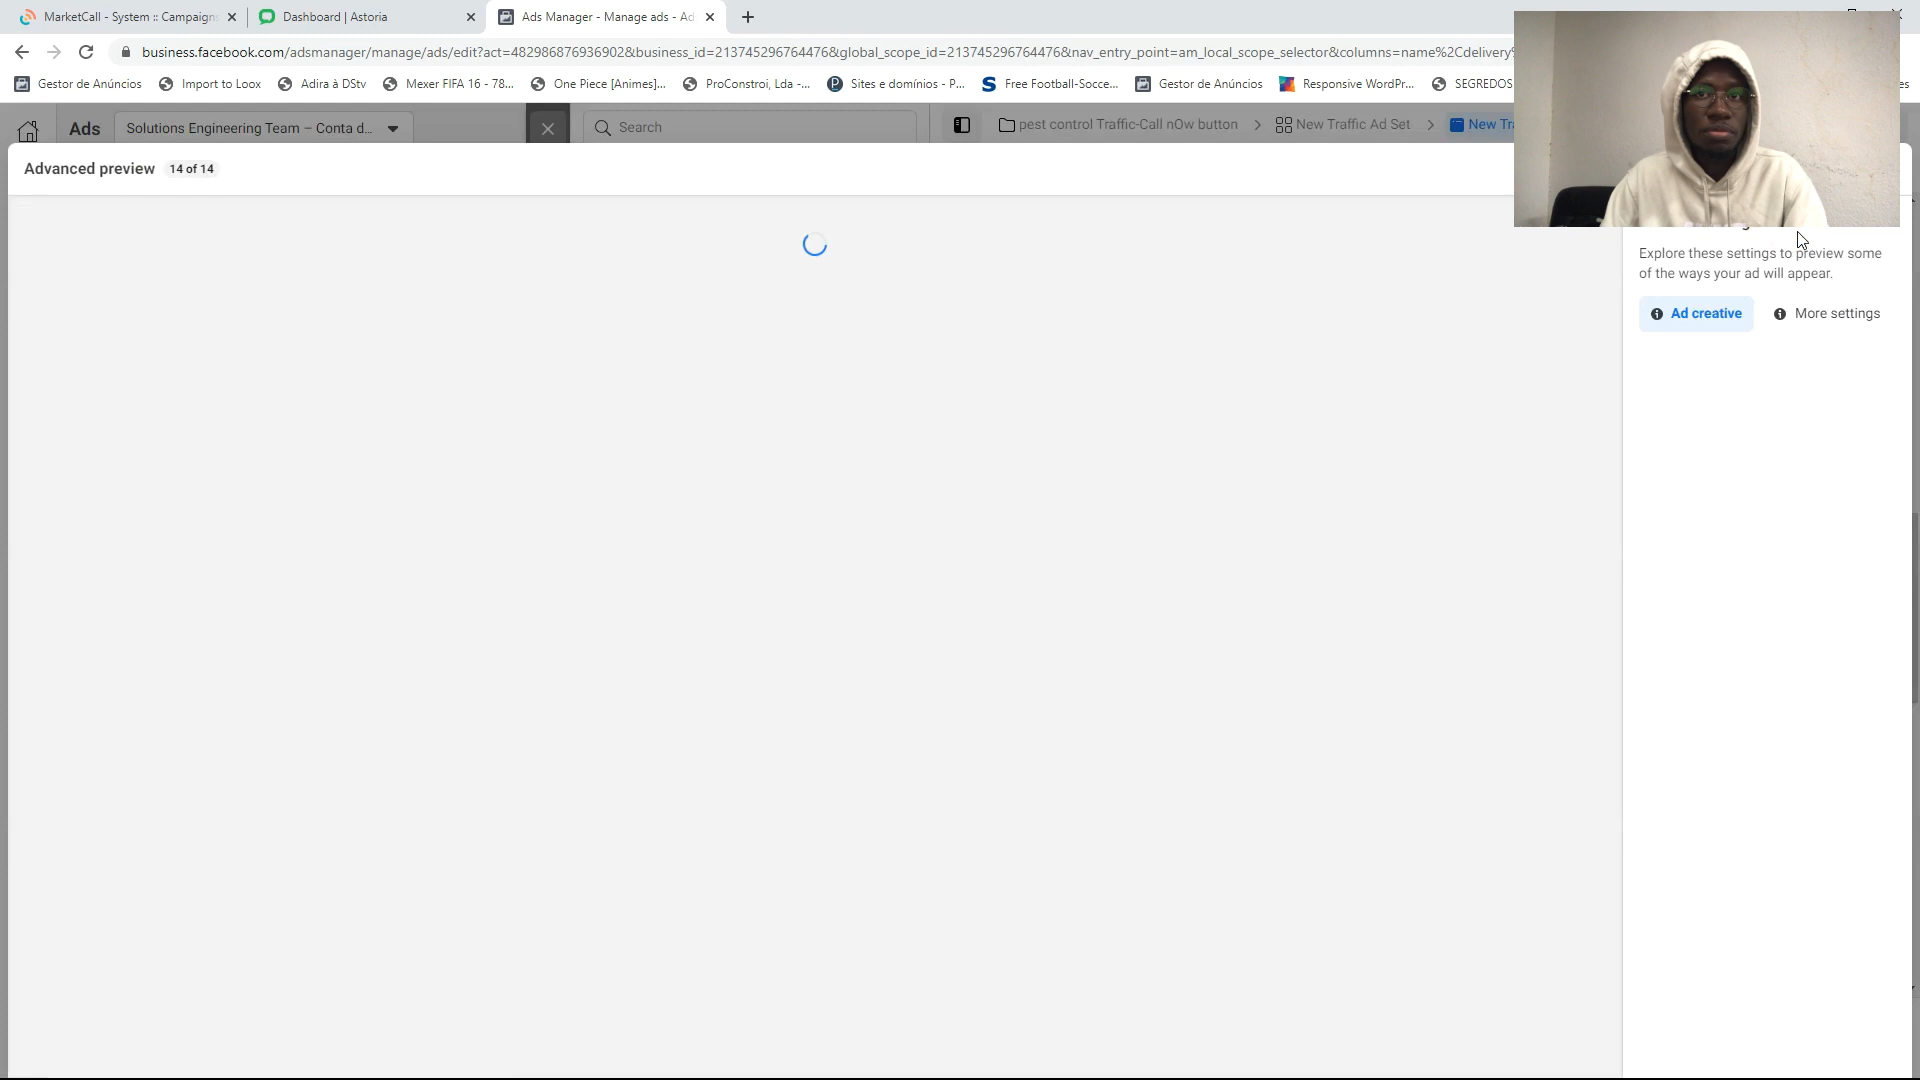 MarketCall - System :: Campaign
Dashboard | Astoria
Ads Manager - Manage ads - Ad
business.facebook.com/adsmanager/manage/ads/edit?act=482986876936902&business_id=213745296764476&global_scope_id=213745296764476&nav_entry_point=am_local_scope_selector&columns=name%2Cdelivery
Gestor de Anúncios
Import to Loox
Adira à DStv
Mexer FIFA 16 - 78...
One Piece [Animes]...
ProConstroi, Lda -...
Sites e domínios - P...
Free Football-Socce...
Gestor de Anúncios
Responsive WordPr...
SEGREDOS
es
Ads
Solutions Engineering Team – Conta d...
Search
pest control Traffic-Call nOw button
New Traffic Ad Set
New Tra
Advanced preview
14 of 14
Explore these settings to preview some
of the ways your ad will appear.
Ad creative
More settings